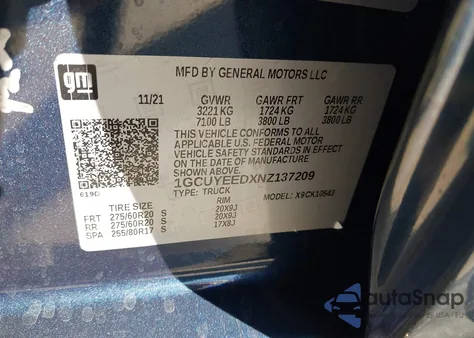 gm
MFD BY GENERAL MOTORS LLC
11/21 GVWR GAWR FRT GAWR RR
3221 KG 1724 KG 1724 KG
7100 LB 3800 LB 3800 LB
THIS VEHICLE CONFORMS TO ALL
APPLICABLE U.S. FEDERAL MOTOR
VEHICLE SAFETY STANDARDS IN
EFFECT ON THE DATE OF MANUFACTURE
SHOWN ABOVE.
1GCUYEEDXNZ137209
TYPE: TRUCK MODEL: X9CK10543
619D
TIRE SIZE RIM
FRT 275/60R20 S 20X9J
RR 275/60R20 S 20X9J
SPA 255/80R17 S 17X8J
autoSnap